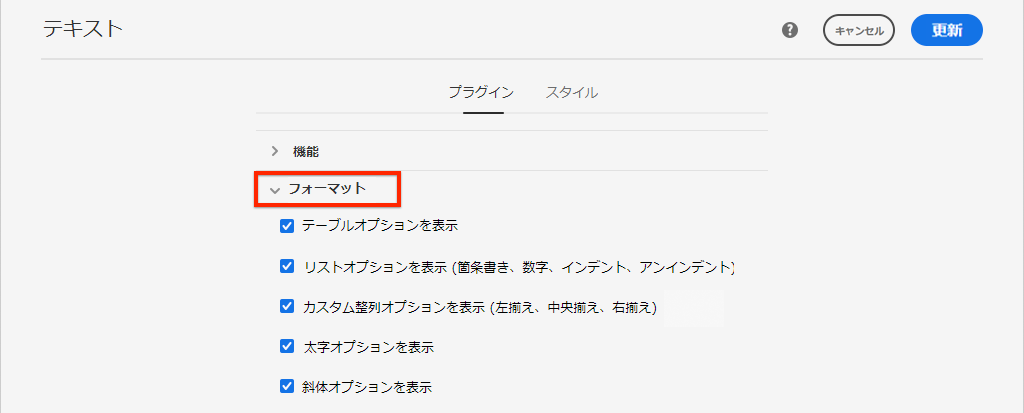 テキスト
?
キャンセル
更新
プラグイン
スタイル
機能
フォーマット
テーブルオプションを表示
リストオプションを表示 (箇条書き、数字、インデント、アンインデント)
カスタム整列オプションを表示 (左揃え、中央揃え、右揃え)
太字オプションを表示
斜体オプションを表示